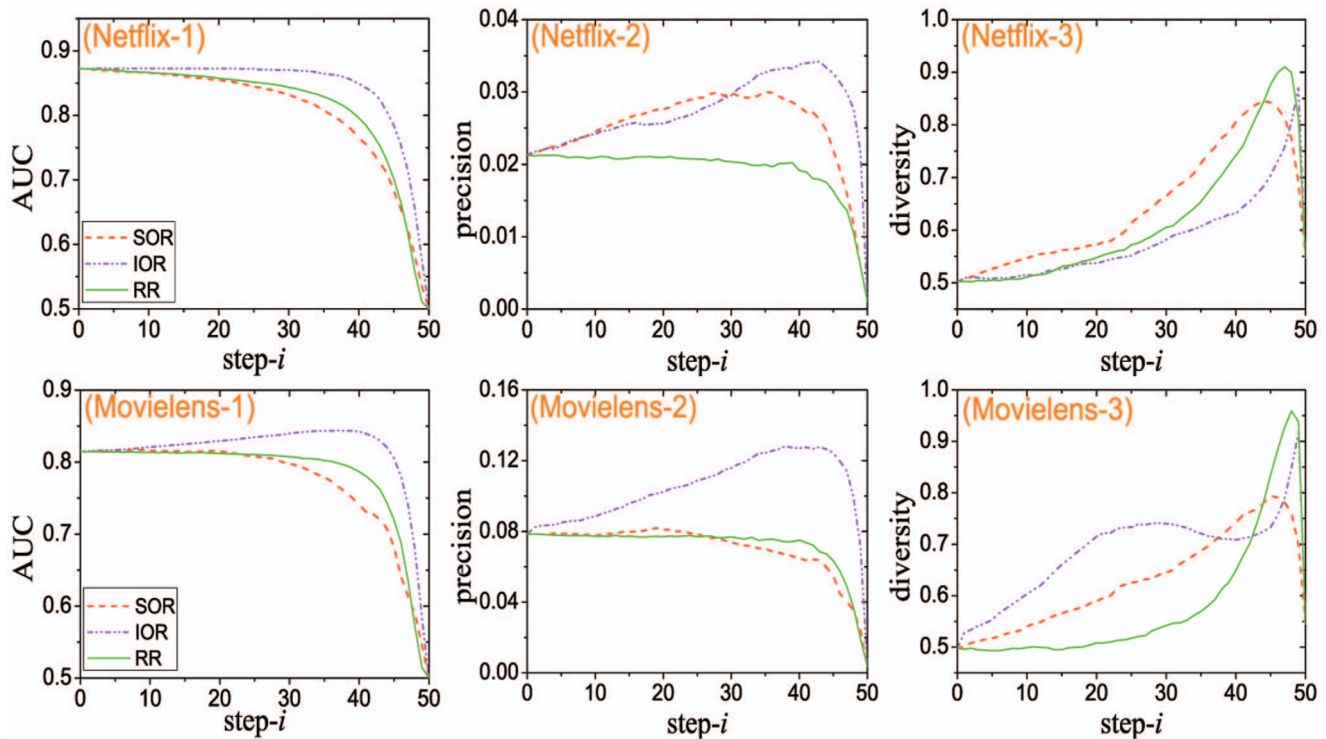 (Netflix-1)
AUC
0.9
0.8
0.7
0.6
0.5
SOR
IOR
RR
0 10 20 30 40 50
step-i
(Netflix-2)
precision
0.04
0.03
0.02
0.01
0.00
0 10 20 30 40 50
step-i
(Netflix-3)
diversity
1.0
0.9
0.8
0.7
0.6
0.5
0 10 20 30 40 50
step-i
(Movielens-1)
AUC
0.9
0.8
0.7
0.6
0.5
SOR
IOR
RR
0 10 20 30 40 50
step-i
(Movielens-2)
precision
0.16
0.12
0.08
0.04
0.00
0 10 20 30 40 50
step-i
(Movielens-3)
diversity
1.0
0.9
0.8
0.7
0.6
0.5
0 10 20 30 40 50
step-i